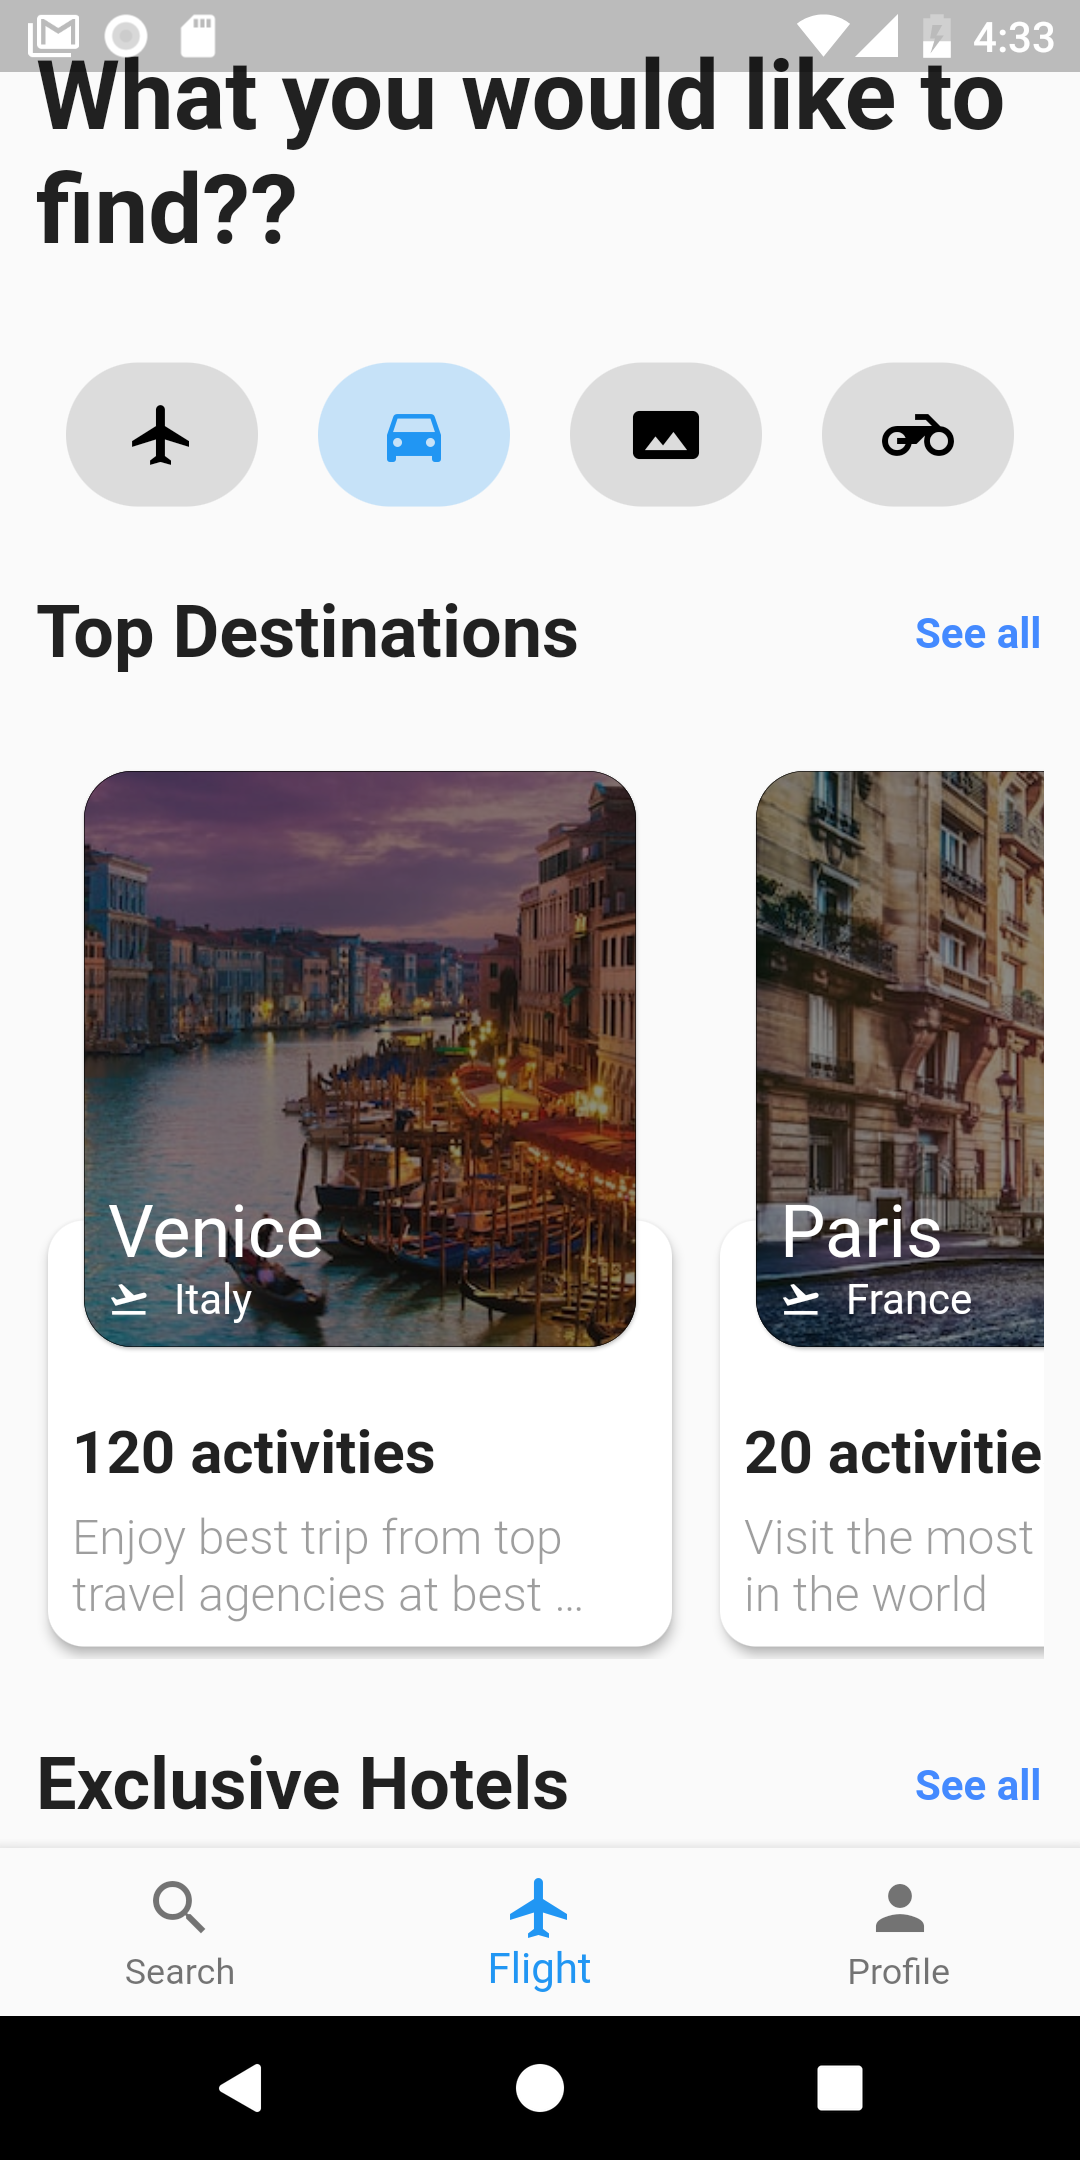 4:33
What you would like to
find??
Top Destinations
See all
Venice
Italy
120 activities
Enjoy best trip from top
travel agencies at best ...
Paris
France
20 activitie
Visit the most
in the world
Exclusive Hotels
See all
Search
Flight
Profile